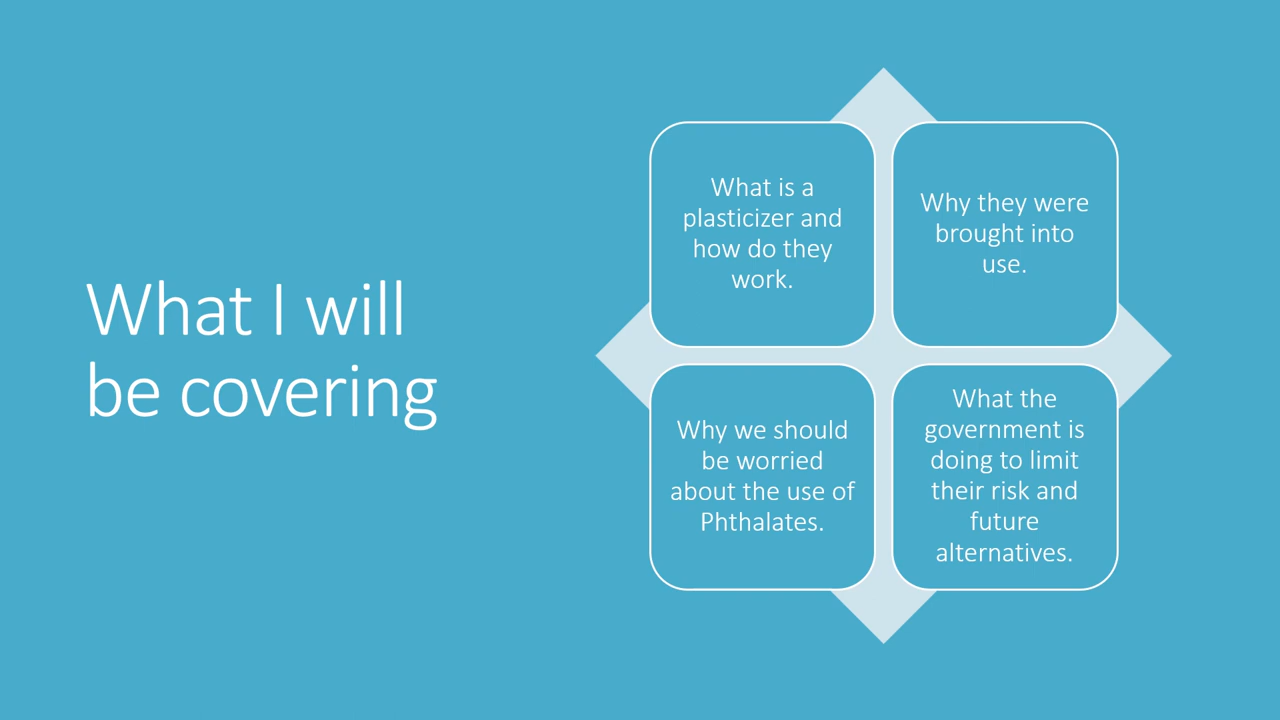 What I will
be covering
What is a
plasticizer and
how do they
work.
Why they were
brought into
use.
Why we should
be worried
about the use of
Phthalates.
What the
government is
doing to limit
their risk and
future
alternatives.